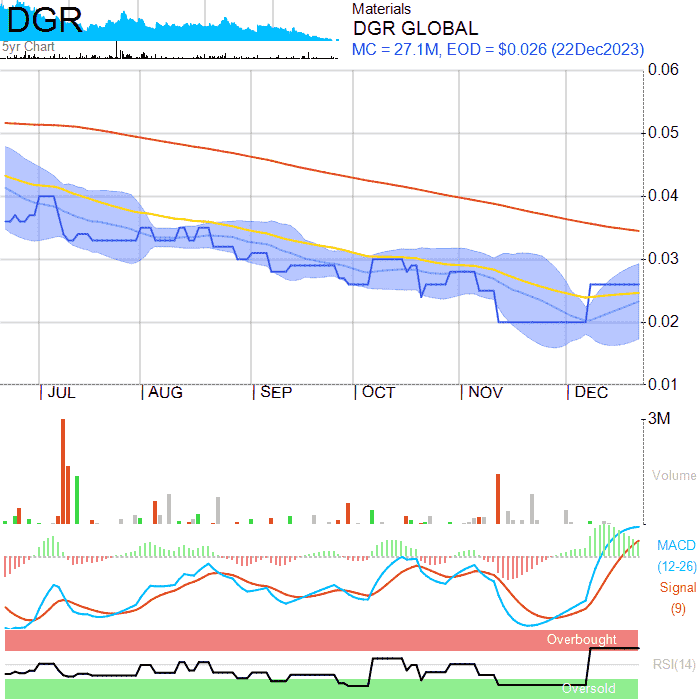 DGR
5yr Chart
Materials
DGR GLOBAL
MC = 27.1M, EOD = $0.026 (22Dec2023)
0.06
0.05
0.04
0.03
0.02
0.01
JUL AUG SEP OCT NOV DEC
3M
Volume
MACD
(12-26)
Signal
(9)
Overbought
RSI(14)
Oversold